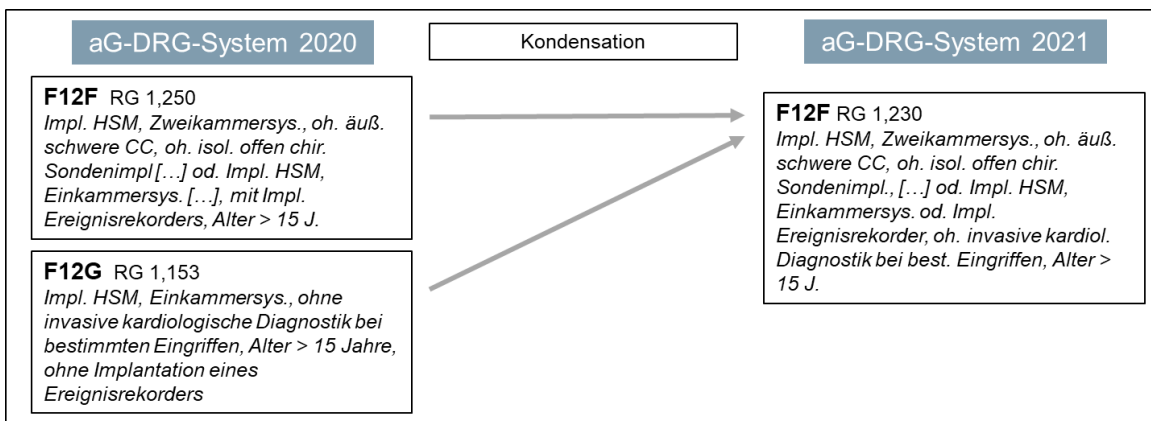 aG-DRG-System 2020
Kondensation
aG-DRG-System 2021
F12F RG 1,250
Impl. HSM, Zweikammersys., oh. äuß.
schwere CC, oh. isol. offen chir.
Sondenimpl […] od. Impl. HSM,
Einkammersys. […], mit Impl.
Ereignisrekorders, Alter > 15 J.
F12G RG 1,153
Impl. HSM, Einkammersys., ohne
invasive kardiologische Diagnostik bei
bestimmten Eingriffen, Alter > 15 Jahre,
ohne Implantation eines
Ereignisrekorders
F12F RG 1,230
Impl. HSM, Zweikammersys., oh. äuß.
schwere CC, oh. isol. offen chir.
Sondenimpl., […] od. Impl. HSM,
Einkammersys. od. Impl.
Ereignisrekorder, oh. invasive kardiol.
Diagnostik bei best. Eingriffen, Alter >
15 J.